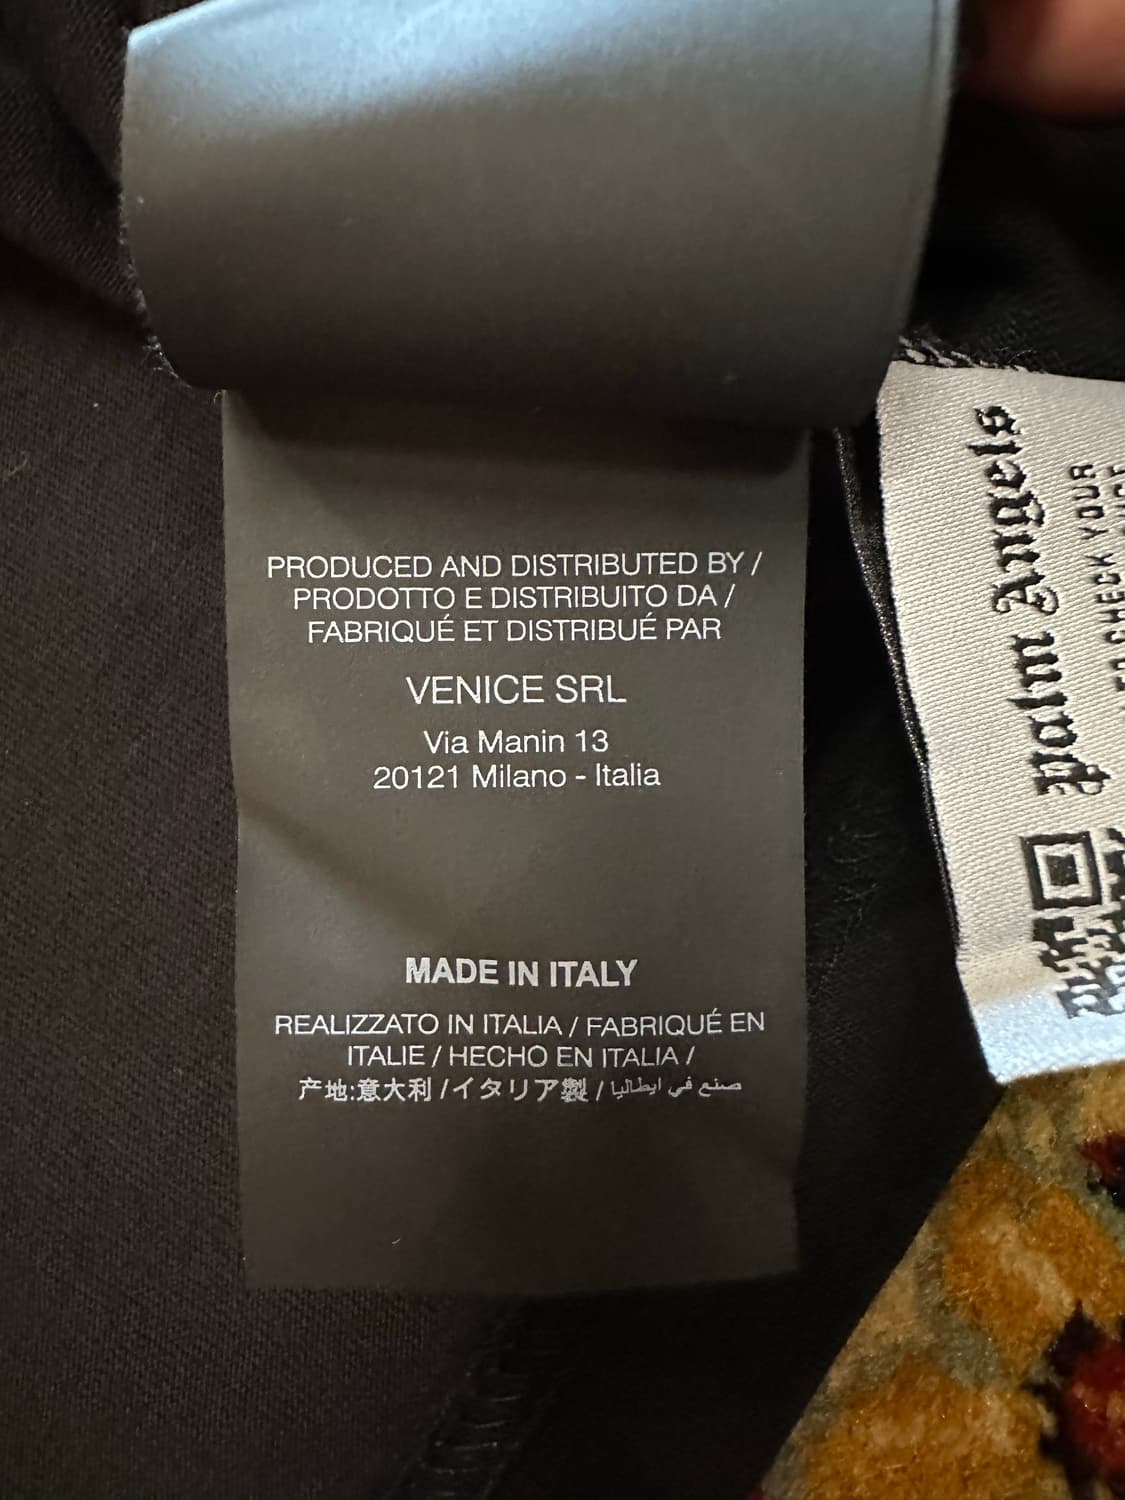 PRODUCED AND DISTRIBUTED BY /
PRODOTTO E DISTRIBUITO DA /
FABRIQUÉ ET DISTRIBUÉ PAR
VENICE SRL
Via Manin 13
20121 Milano - Italia
MADE IN ITALY
REALIZZATO IN ITALIA / FABRIQUÉ EN
ITALIE / HECHO EN ITALIA /
产地:意大利 /イタリア製 / صنع في ايطاليا
Palm Angels
CHECK YOUR